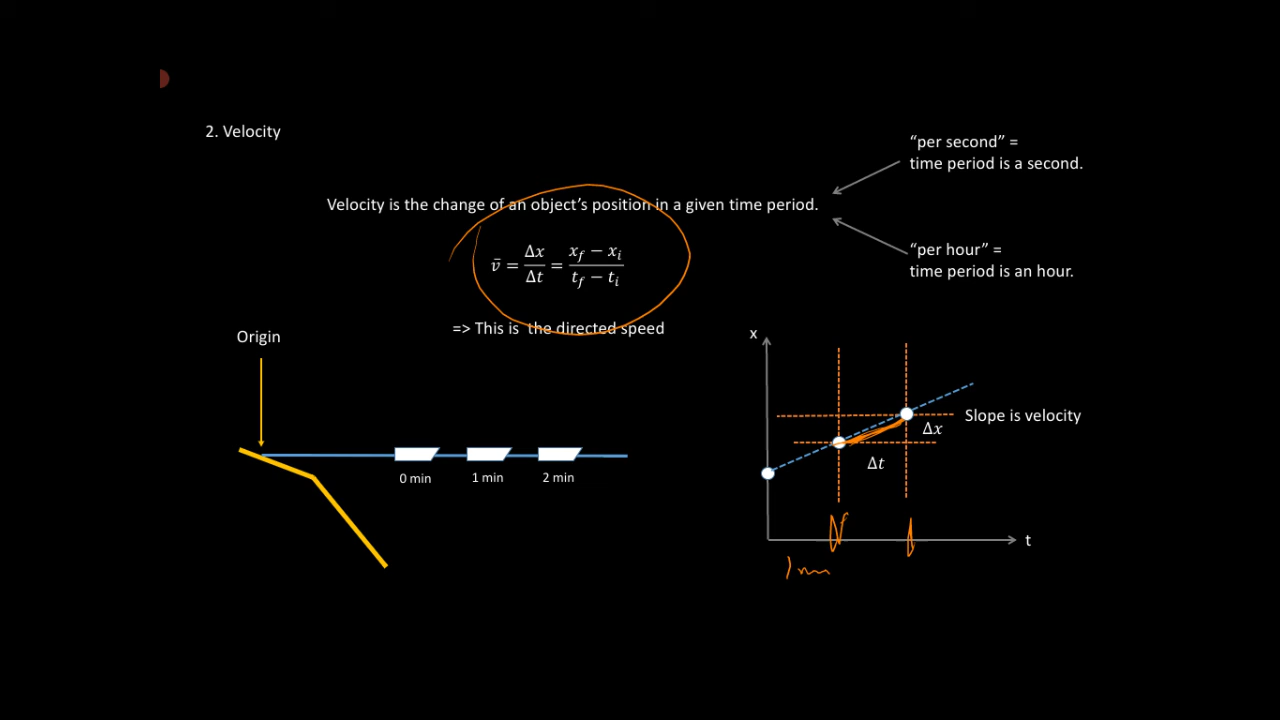 2. Velocity
"per second" =
time period is a second.
Velocity is the change of an object's position in a given time period.
v̄ = Δx/Δt = (x_f − x_i)/(t_f − t_i)
"per hour" =
time period is an hour.
=> This is  the directed speed
Origin
x
Slope is velocity
Δx
Δt
0 min
1 min
2 min
t